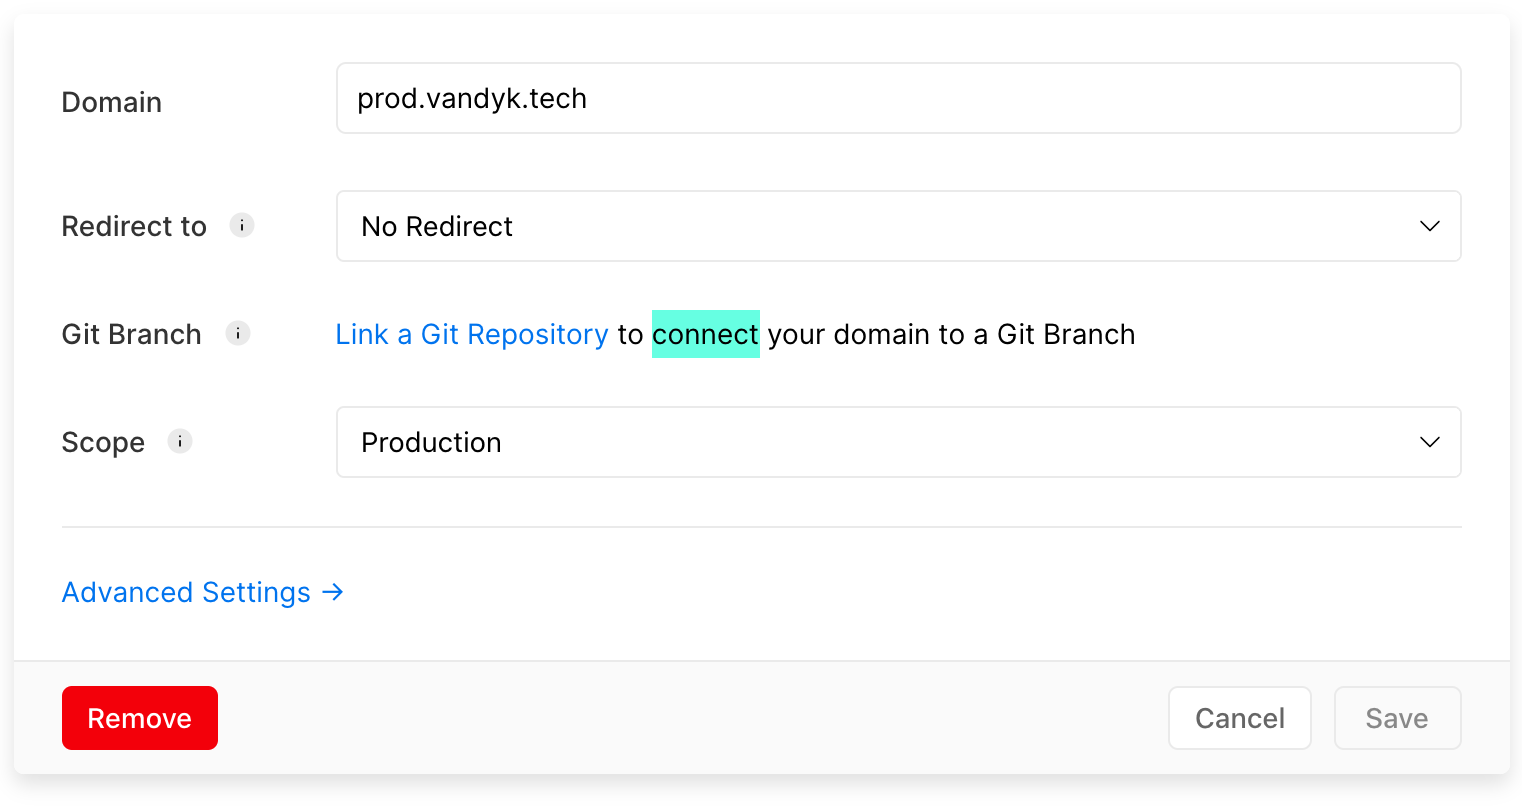 Domain
prod.vandyk.tech
Redirect to i
No Redirect
Git Branch i
Link a Git Repository to connect your domain to a Git Branch
Scope i
Production
Advanced Settings →
Remove
Cancel
Save